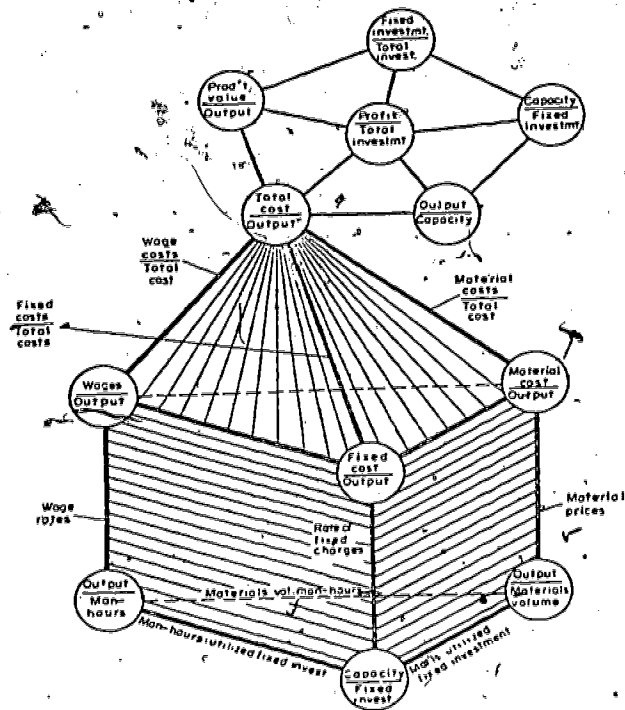 Fixed
investmt.
Total
invest.
Prod't.
value
Output
Profit
Total
investmt
Capacity
Fixed
investmt.
Total
cost
Output
Output
Capacity
Wage
costs
Total
cost
Material
costs
Total
cost
Fixed
costs
Total
costs
Wages
Output
Material
cost
Output
Fixed
cost
Output
Wage
rates
Rated
fixed
charges
Material
prices
Output
Man-
hours
Materials vol. man-hours
Output
Materials
volume
Man-hours utilized fixed invest
Mat'ls utilized
fixed investment
Capacity
Fixed
invest